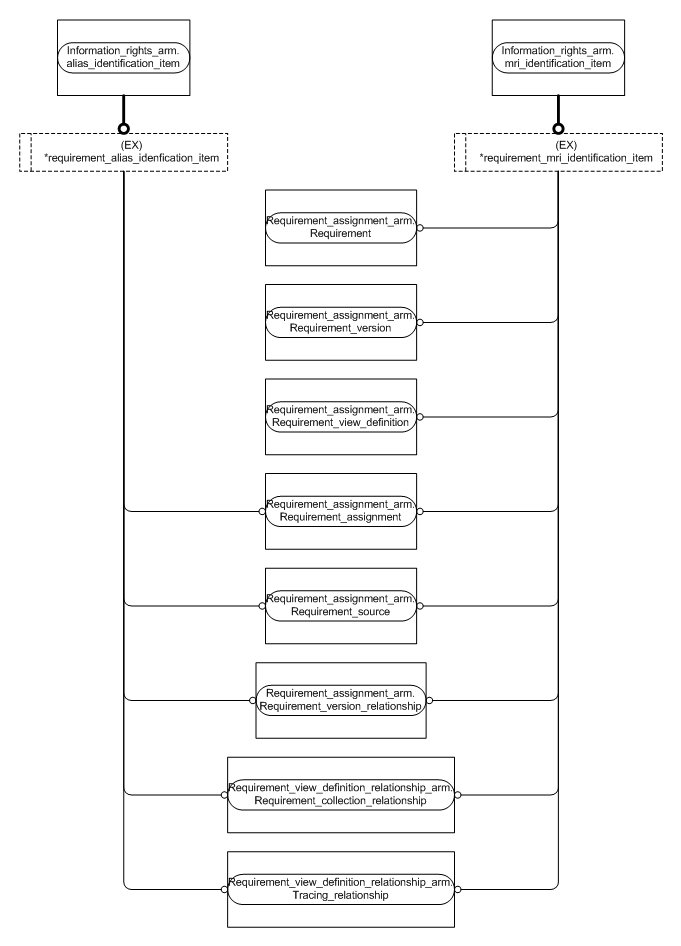 Information_rights_arm.
alias_identification_item
Information_rights_arm.
mri_identification_item
(EX)
*requirement_alias_idenfication_item
(EX)
*requirement_mri_identification_item
Requirement_assignment_arm.
Requirement
Requirement_assignment_arm.
Requirement_version
Requirement_assignment_arm.
Requirement_view_definition
Requirement_assignment_arm.
Requirement_assignment
Requirement_assignment_arm.
Requirement_source
Requirement_assignment_arm.
Requirement_version_relationship
Requirement_view_definition_relationship_arm.
Requirement_collection_relationship
Requirement_view_definition_relationship_arm.
Tracing_relationship